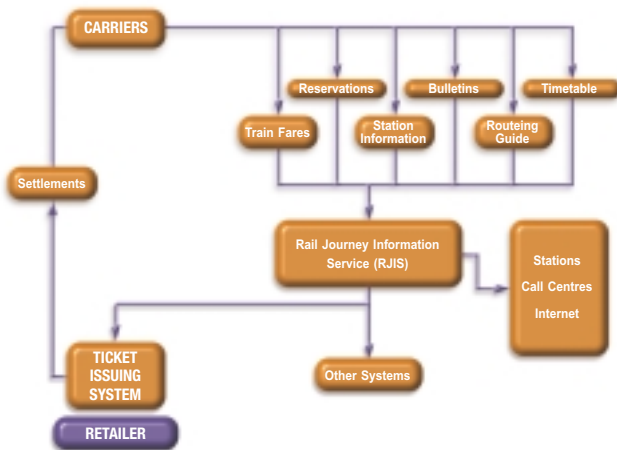 CARRIERS
Reservations
Bulletins
Timetable
Train Fares
Station
Information
Routeing
Guide
Settlements
Rail Journey Information
Service (RJIS)
Stations
Call Centres
Internet
TICKET
ISSUING
SYSTEM
Other Systems
RETAILER